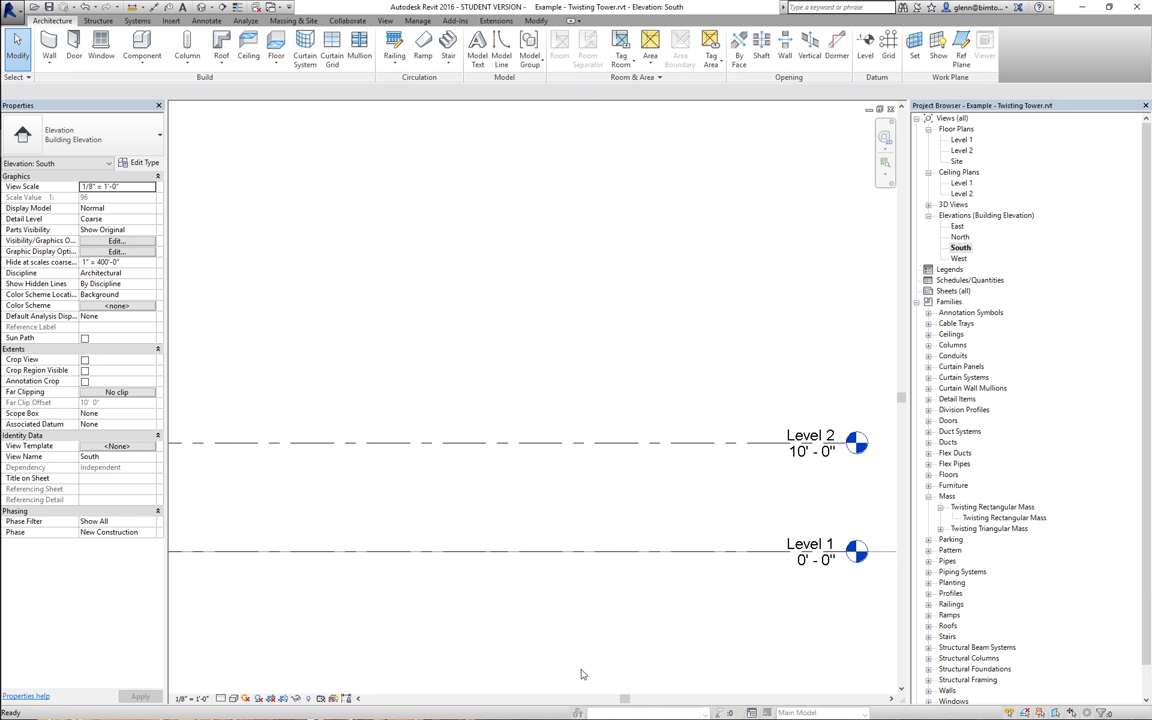 Autodesk Revit 2016 - STUDENT VERSION - Example - Twisting Tower.rvt - Elevation: South
Type a keyword or phrase
glenn@bimto...
Architecture Structure Systems Insert Annotate Analyze Massing & Site Collaborate View Manage Add-Ins Extensions Modify
Modify Wall Door Window Component Column Roof Ceiling Floor Curtain System Curtain Grid Mullion Railing Ramp Stair Model Text Model Line Model Group Room Room Separator Tag Room Area Area Boundary Tag Area By Face Shaft Wall Vertical Dormer Level Grid Set Show Ref Plane Viewer
Select Build Circulation Model Room & Area Opening Datum Work Plane
Properties
Elevation
Building Elevation
Elevation: South Edit Type
Graphics
View Scale 1/8" = 1'-0"
Scale Value 1: 96
Display Model Normal
Detail Level Coarse
Parts Visibility Show Original
Visibility/Graphics O... Edit...
Graphic Display Opti... Edit...
Hide at scales coarse... 1" = 400'-0"
Discipline Architectural
Show Hidden Lines By Discipline
Color Scheme Locati... Background
Color Scheme <none>
Default Analysis Disp... None
Reference Label
Sun Path
Extents
Crop View
Crop Region Visible
Annotation Crop
Far Clipping No clip
Far Clip Offset 10' 0"
Scope Box None
Associated Datum None
Identity Data
View Template <None>
View Name South
Dependency Independent
Title on Sheet
Referencing Sheet
Referencing Detail
Phasing
Phase Filter Show All
Phase New Construction
Properties help Apply
Level 2
10' - 0"
Level 1
0' - 0"
1/8" = 1'-0"
Ready
:0
Main Model
:0
Project Browser - Example - Twisting Tower.rvt
Views (all)
Floor Plans
Level 1
Level 2
Site
Ceiling Plans
Level 1
Level 2
3D Views
Elevations (Building Elevation)
East
North
South
West
Legends
Schedules/Quantities
Sheets (all)
Families
Annotation Symbols
Cable Trays
Ceilings
Columns
Conduits
Curtain Panels
Curtain Systems
Curtain Wall Mullions
Detail Items
Division Profiles
Doors
Duct Systems
Ducts
Flex Ducts
Flex Pipes
Floors
Furniture
Mass
Twisting Rectangular Mass
Twisting Rectangular Mass
Twisting Triangular Mass
Parking
Pattern
Pipes
Piping Systems
Planting
Profiles
Railings
Ramps
Roofs
Stairs
Structural Beam Systems
Structural Columns
Structural Foundations
Structural Framing
Walls
Windows